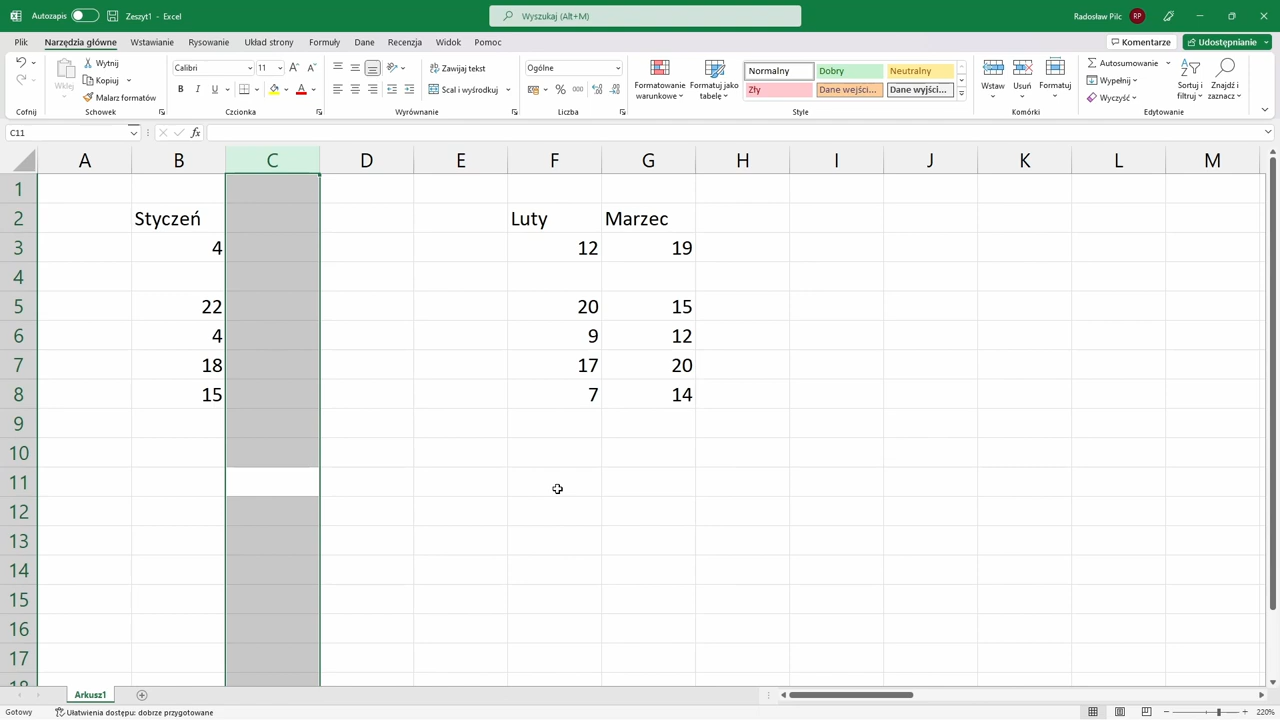 Autozapis
Zeszyt1 - Excel
Wyszukaj (Alt+M)
Radosław Pilc
RP
Plik Narzędzia główne Wstawianie Rysowanie Układ strony Formuły Dane Recenzja Widok Pomoc
Komentarze
Udostępnianie
Wklej
Wytnij
Kopiuj
Malarz formatów
Calibri 11
B I U
A
Zawijaj tekst
Scal i wyśrodkuj
Ogólne
%
Formatowanie warunkowe
Formatuj jako tabelę
Normalny Dobry Neutralny
Zły Dane wejści... Dane wyjści...
Wstaw Usuń Formatuj
Autosumowanie
Wypełnij
Wyczyść
Sortuj i filtruj
Znajdź i zaznacz
Cofnij Schowek Czcionka Wyrównanie Liczba Style Komórki Edytowanie
C11
fx
A B C D E F G H I J K L M
1
2 Styczeń Luty Marzec
3 4 12 19
4
5 22 20 15
6 4 9 12
7 18 17 20
8 15 7 14
9
10
11
12
13
14
15
16
17
18
Arkusz1
Gotowy
Ułatwienia dostępu: dobrze przygotowane
220%